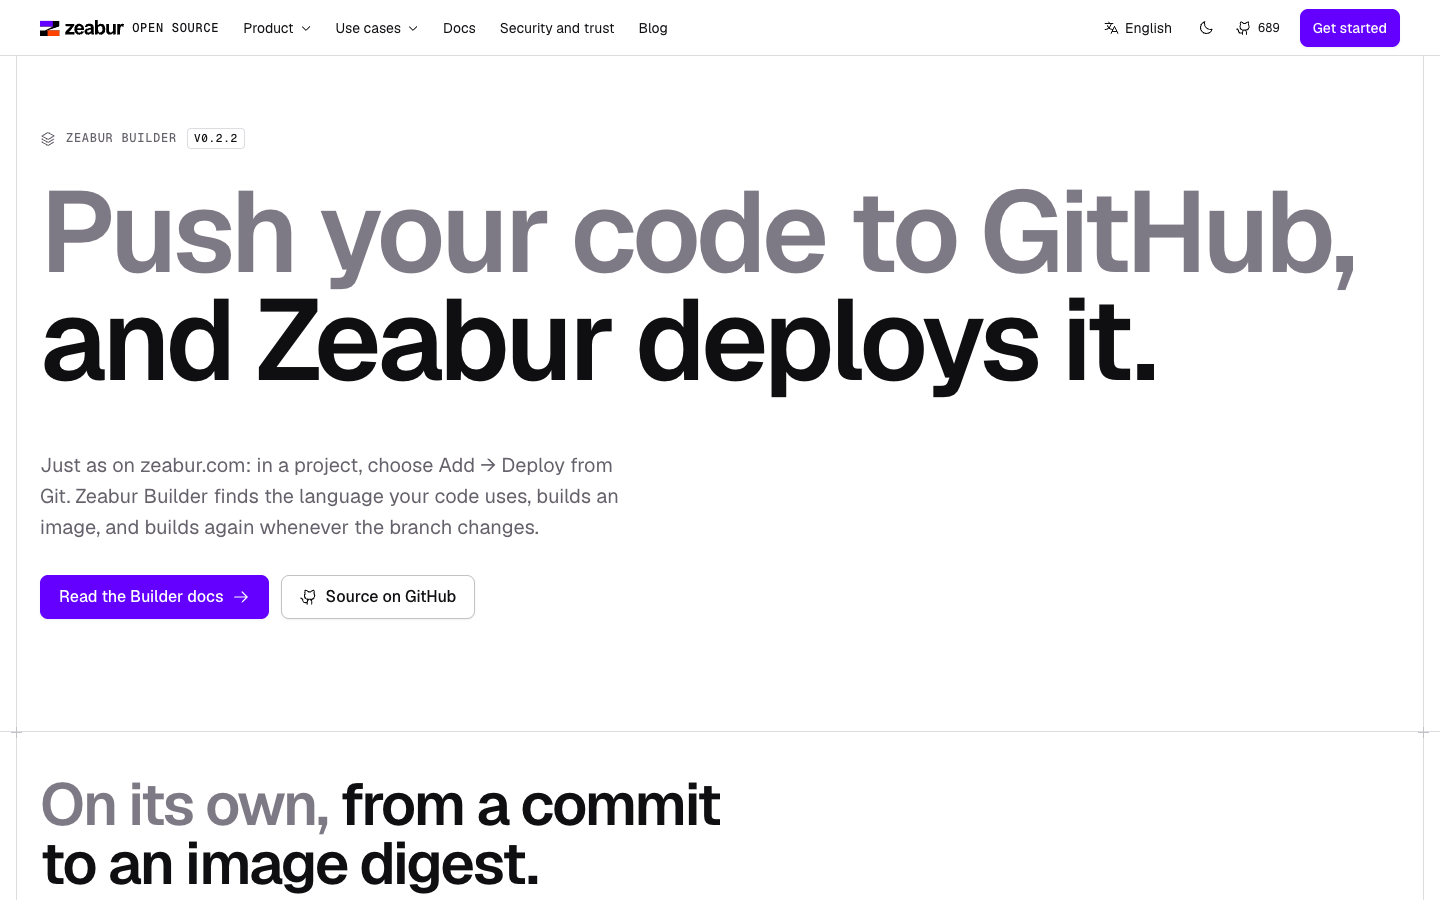 zeabur OPEN SOURCE Product Use cases Docs Security and trust Blog English 689 Get started
ZEABUR BUILDER V0.2.2
Push your code to GitHub,
and Zeabur deploys it.
Just as on zeabur.com: in a project, choose Add → Deploy from
Git. Zeabur Builder finds the language your code uses, builds an
image, and builds again whenever the branch changes.
Read the Builder docs → Source on GitHub
On its own, from a commit
to an image digest.